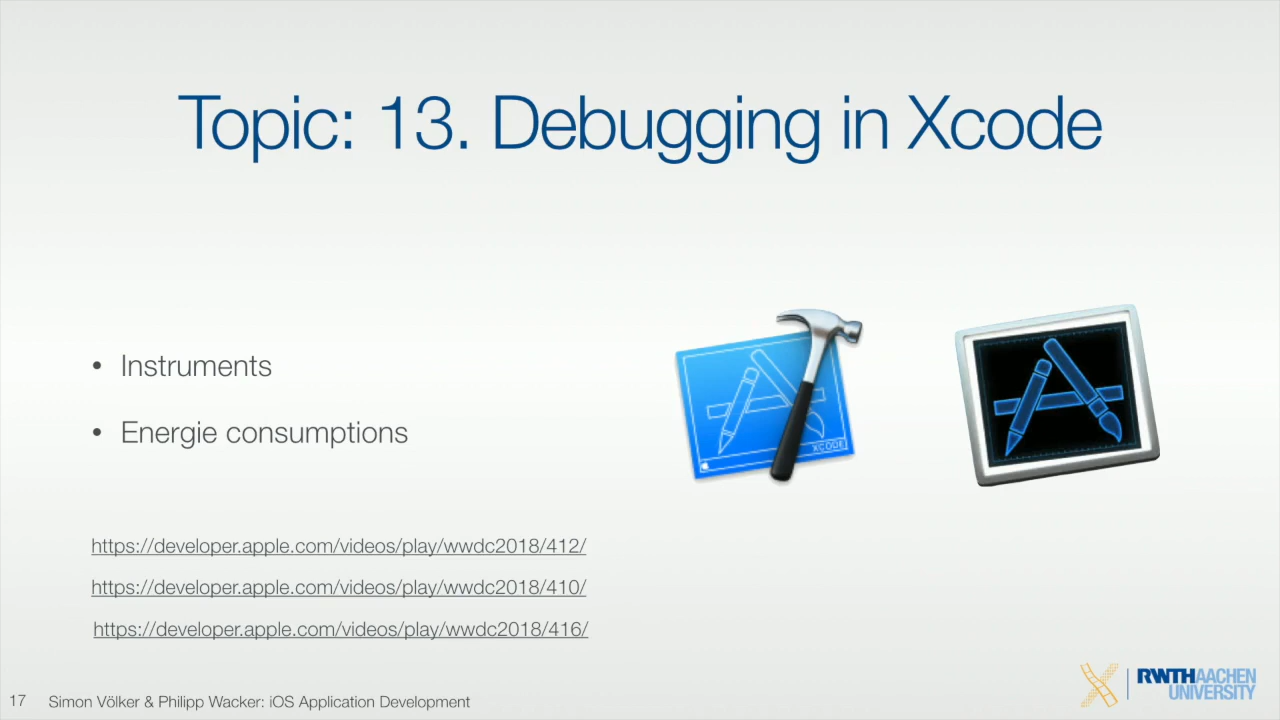 Topic: 13. Debugging in Xcode
• Instruments
• Energie consumptions
XCODE
https://developer.apple.com/videos/play/wwdc2018/412/
https://developer.apple.com/videos/play/wwdc2018/410/
https://developer.apple.com/videos/play/wwdc2018/416/
17 Simon Völker & Philipp Wacker: iOS Application Development
RWTHAACHEN
UNIVERSITY